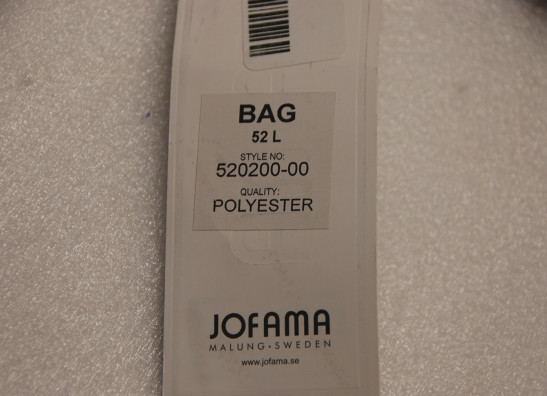 BAG
52 L
STYLE NO:
520200-00
QUALITY:
POLYESTER
JOFAMA
MALUNG • SWEDEN
www.jofama.se